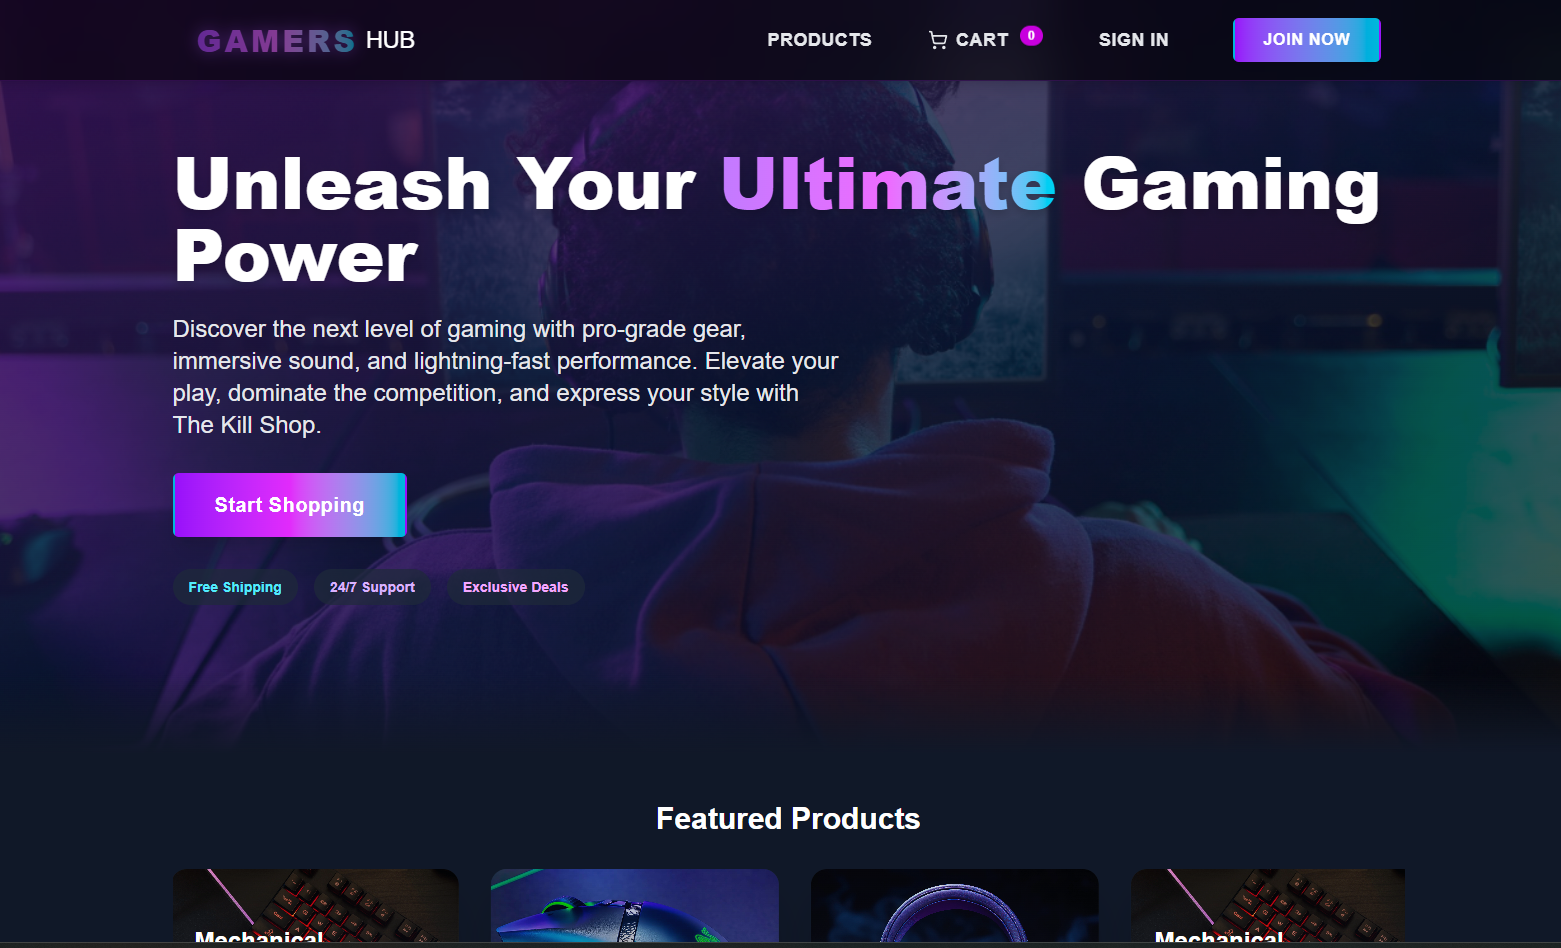 GAMERS HUB
PRODUCTS
CART 0
SIGN IN
JOIN NOW
Unleash Your Ultimate Gaming
Power
Discover the next level of gaming with pro-grade gear,
immersive sound, and lightning-fast performance. Elevate your
play, dominate the competition, and express your style with
The Kill Shop.
Start Shopping
Free Shipping
24/7 Support
Exclusive Deals
Featured Products
Mechanical
Mechanical